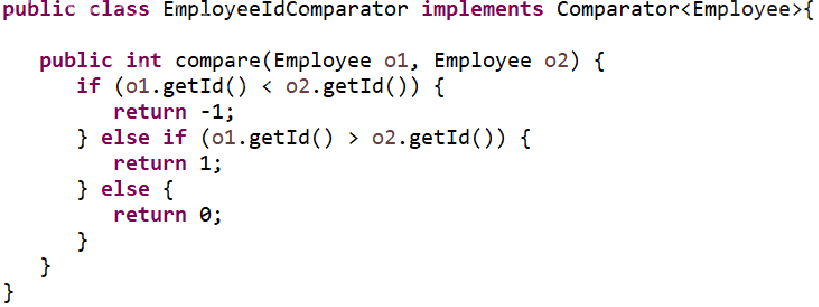 public class EmployeeIdComparator implements Comparator<Employee>{
public int compare(Employee o1, Employee o2) {
if (o1.getId() < o2.getId()) {
return -1;
} else if (o1.getId() > o2.getId()) {
return 1;
} else {
return 0;
}
}
}